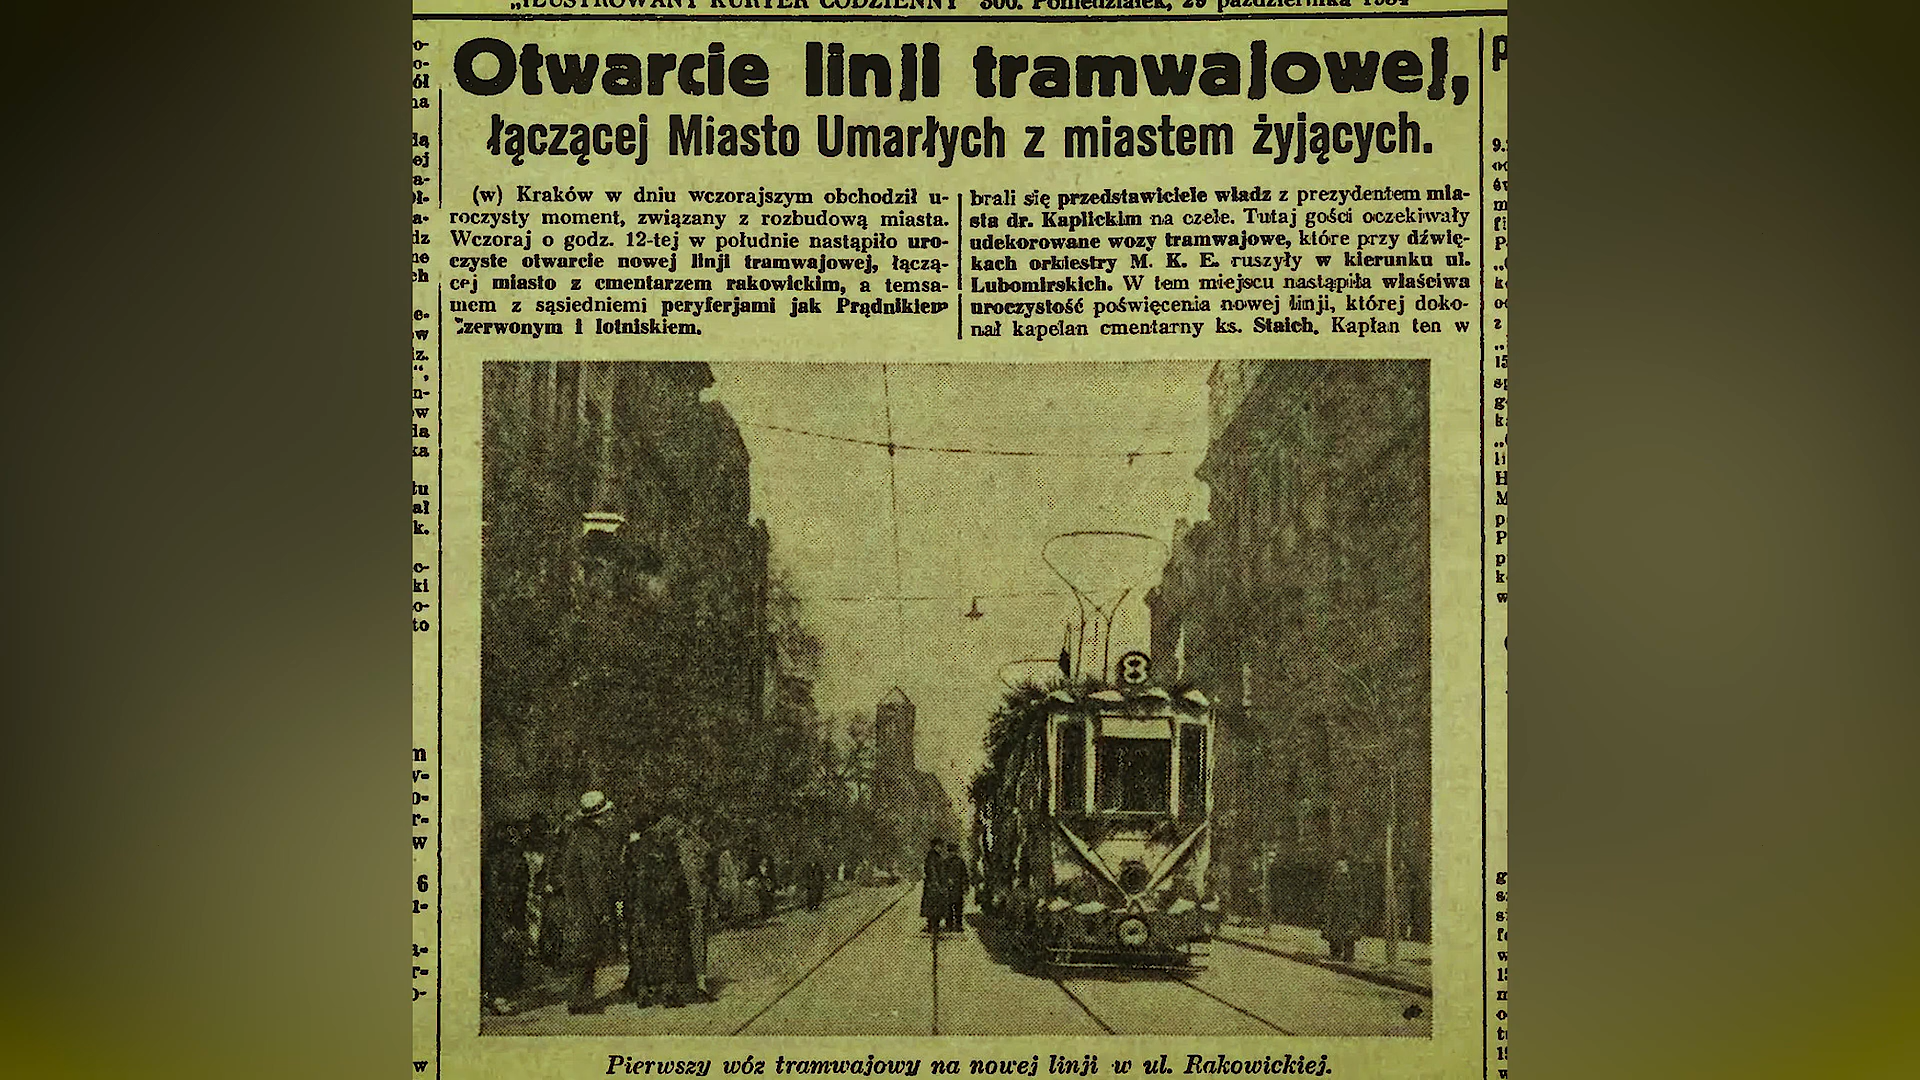 „ILUSTROWANY KURYER CODZIENNY" 300. Poniedziałek, 29 października 1934
Otwarcie linji tramwajowej,
łączącej Miasto Umarłych z miastem żyjących.
(w) Kraków w dniu wczorajszym obchodził u-
roczysty moment, związany z rozbudową miasta.
Wczoraj o godz. 12-tej w południe nastąpiło uro-
czyste otwarcie nowej linji tramwajowej, łączą-
cej miasto z cmentarzem rakowickim, a temsa-
mem z sąsiedniemi peryferjami jak Prądnikiem
Czerwonym i lotniskiem.
brali się przedstawiciele władz z prezydentem mia-
sta dr. Kaplickim na czele. Tutaj gości oczekiwały
udekorowane wozy tramwajowe, które przy dźwię-
kach orkiestry M. K. E. ruszyły w kierunku ul.
Lubomirskich. W tem miejscu nastąpiła właściwa
uroczystość poświęcenia nowej linji, której doko-
nał kapelan cmentarny ks. Staich. Kapłan ten w
8
Pierwszy wóz tramwajowy na nowej linji w ul. Rakowickiej.